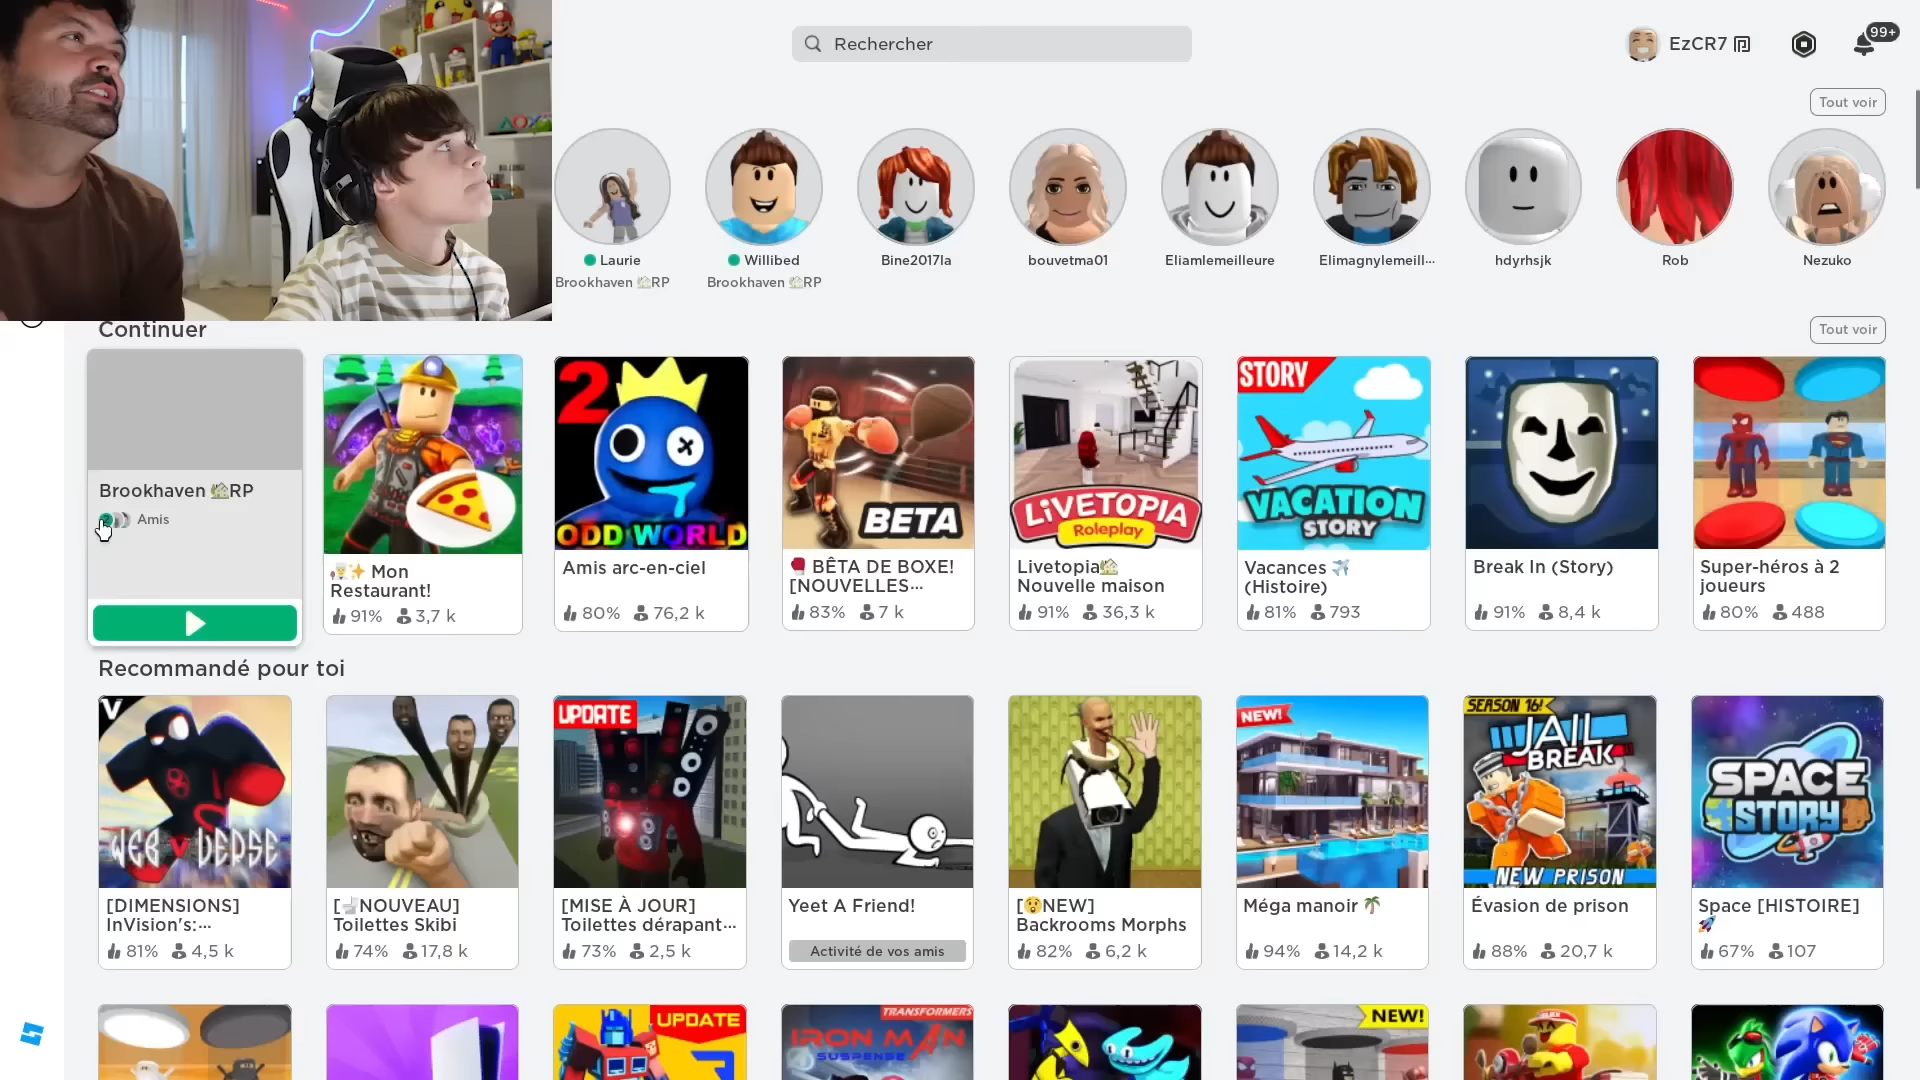 Rechercher
EzCR7
99+
Tout voir
Laurie
Brookhaven 🏡RP
Willibed
Brookhaven 🏡RP
Bine2017la
bouvetma01
Eliamlemeilleure
Elimagnylemeill...
hdyrhsjk
Rob
Nezuko
Continuer
Tout voir
Brookhaven 🏡RP
Amis
Mon
Restaurant!
91% 3,7 k
2
ODD WORLD
Amis arc-en-ciel
80% 76,2 k
BETA
🥊 BÊTA DE BOXE!
[NOUVELLES...
83% 7 k
LIVETOPIA
Roleplay
Livetopia🏡
Nouvelle maison
91% 36,3 k
STORY
VACATION
STORY
Vacances ✈️
(Histoire)
81% 793
Break In (Story)
91% 8,4 k
Super-héros à 2
joueurs
80% 488
Recommandé pour toi
V
WEB VERSE
[DIMENSIONS]
InVision's:...
81% 4,5 k
[🚽NOUVEAU]
Toilettes Skibi
74% 17,8 k
UPDATE
[MISE À JOUR]
Toilettes dérapant...
73% 2,5 k
Yeet A Friend!
Activité de vos amis
[😲NEW]
Backrooms Morphs
82% 6,2 k
NEW!
Méga manoir 🌴
94% 14,2 k
SEASON 16!
JAIL
BREAK
NEW PRISON
Évasion de prison
88% 20,7 k
SPACE
STORY
Space [HISTOIRE]
🚀
67% 107
UPDATE
TRANSFORMERS
IRON MAN
SUSPENSE
NEW!